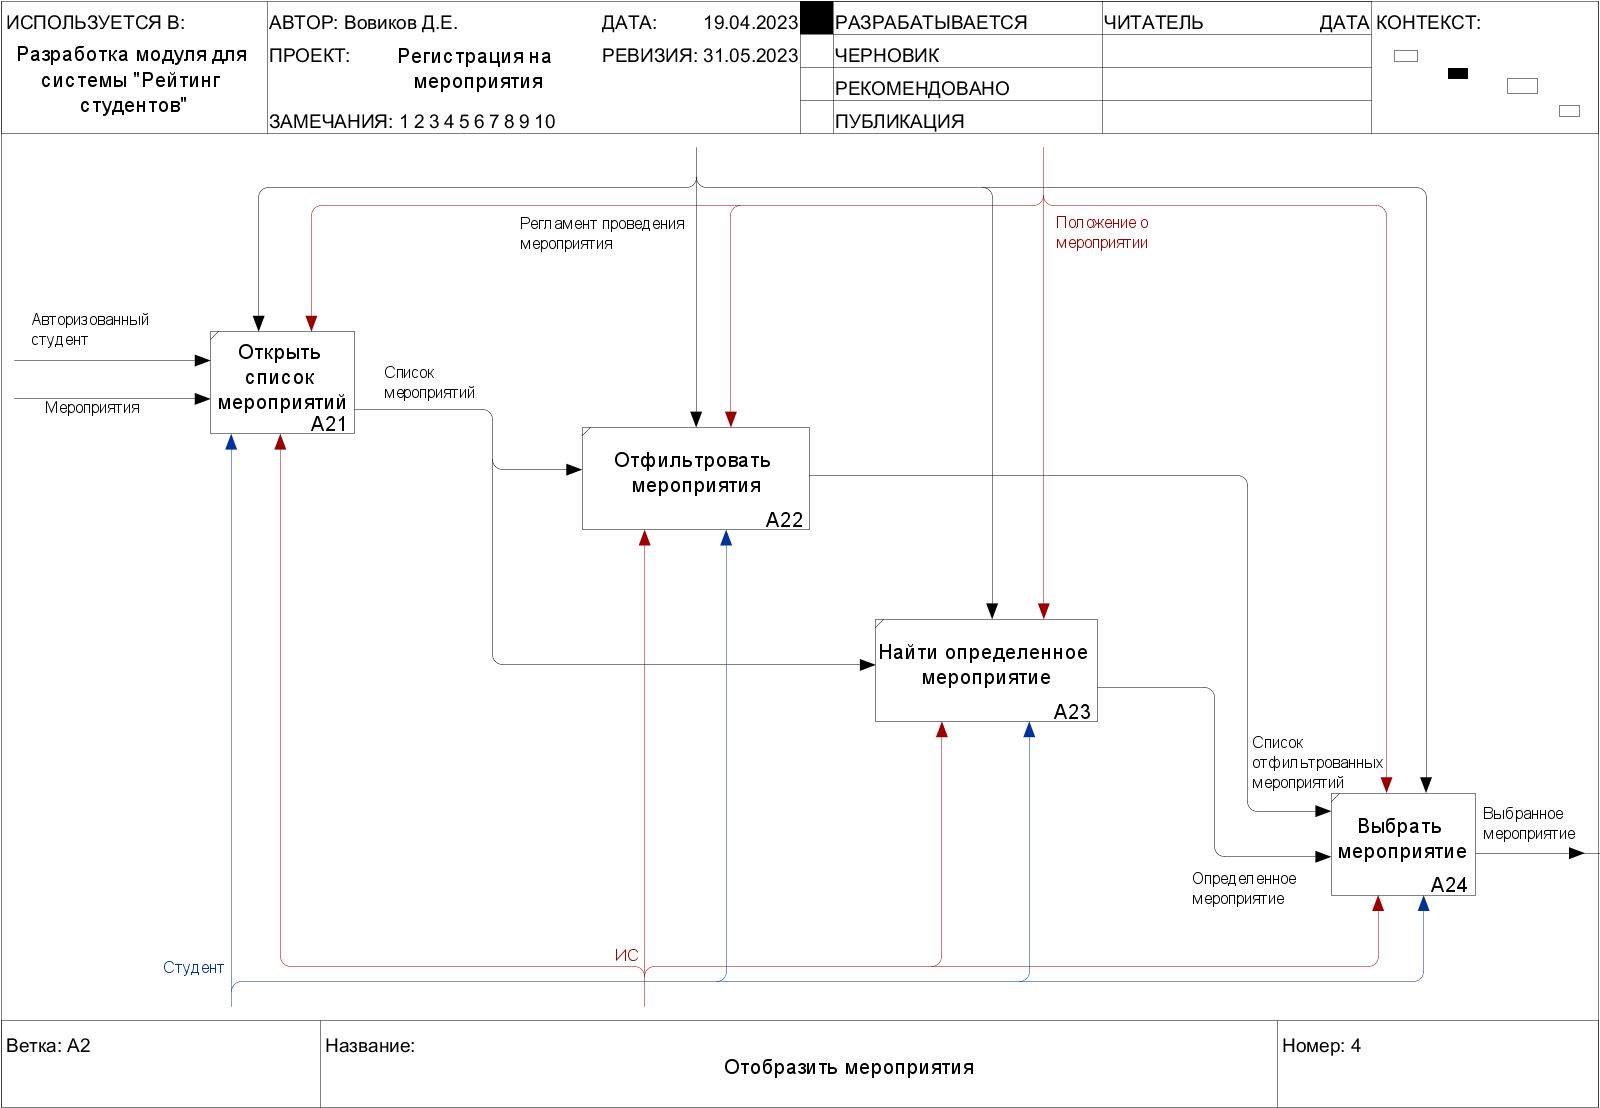 ИСПОЛЬЗУЕТСЯ В:
Разработка модуля для
системы "Рейтинг
студентов"
АВТОР: Вовиков Д.Е.
ПРОЕКТ:
Регистрация на
мероприятия
ЗАМЕЧАНИЯ: 1 2 3 4 5 6 7 8 9 10
ДАТА: 19.04.2023
РЕВИЗИЯ: 31.05.2023
РАЗРАБАТЫВАЕТСЯ
ЧЕРНОВИК
РЕКОМЕНДОВАНО
ПУБЛИКАЦИЯ
ЧИТАТЕЛЬ ДАТА
КОНТЕКСТ:
Регламент проведения
мероприятия
Положение о
мероприятии
Авторизованный
студент
Мероприятия
Открыть
список
мероприятий
A21
Список
мероприятий
Отфильтровать
мероприятия
A22
Найти определенное
мероприятие
A23
Список
отфильтрованных
мероприятий
Выбрать
мероприятие
A24
Выбранное
мероприятие
Определенное
мероприятие
ИС
Студент
Ветка: A2
Название:
Отобразить мероприятия
Номер: 4